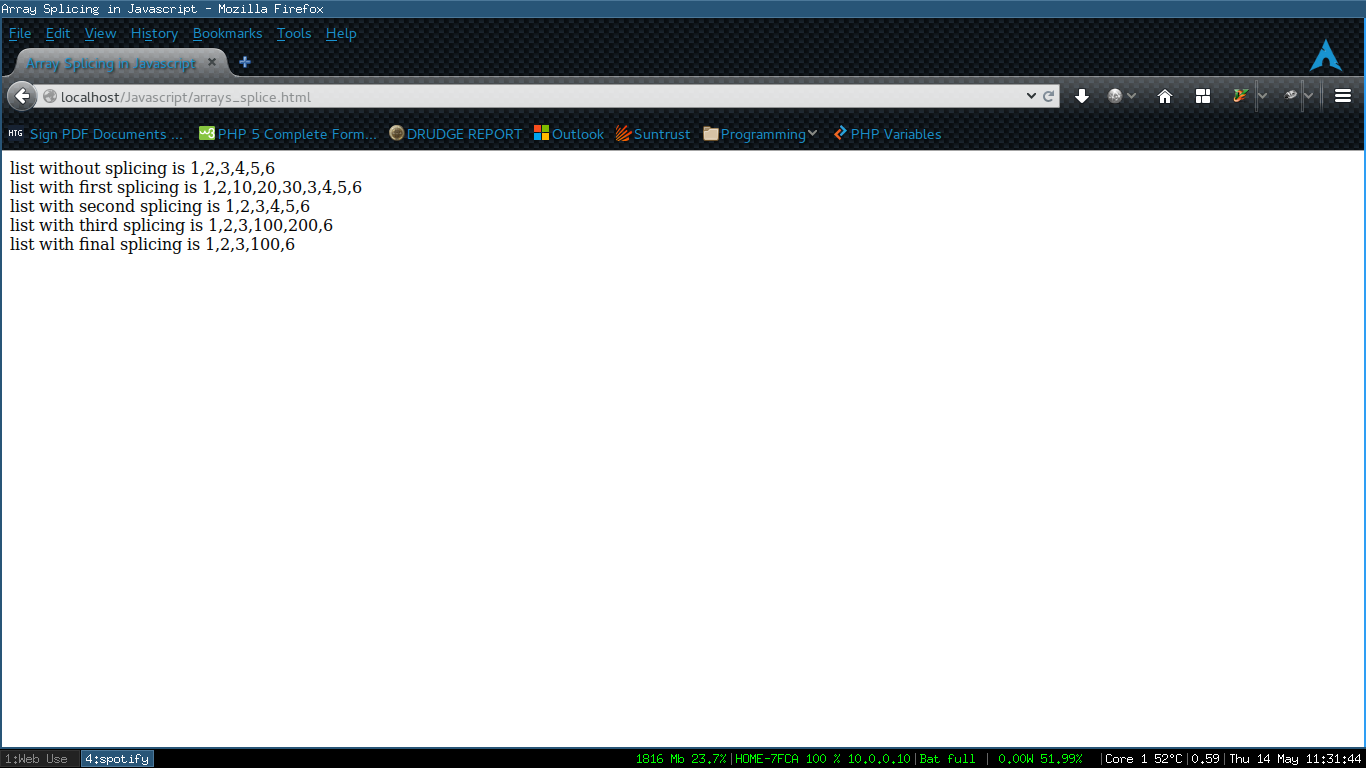 Array Splicing in Javascript - Mozilla Firefox
File Edit View History Bookmarks Tools Help
Array Splicing in Javascript
localhost/Javascript/arrays_splice.html
HTG Sign PDF Documents ... PHP 5 Complete Form... DRUDGE REPORT Outlook Suntrust Programming PHP Variables
list without splicing is 1,2,3,4,5,6
list with first splicing is 1,2,10,20,30,3,4,5,6
list with second splicing is 1,2,3,4,5,6
list with third splicing is 1,2,3,100,200,6
list with final splicing is 1,2,3,100,6
1:Web Use 4:spotify 1816 Mb 23.7%|HOME-7FCA 100 % 10.0.0.10|Bat full | 0.00W 51.99% |Core 1 52°C|0.59|Thu 14 May 11:31:44